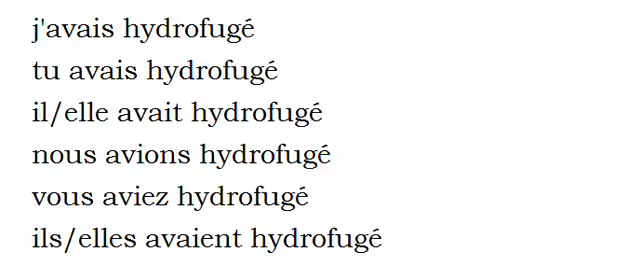 j'avais hydrofugé
tu avais hydrofugé
il/elle avait hydrofugé
nous avions hydrofugé
vous aviez hydrofugé
ils/elles avaient hydrofugé